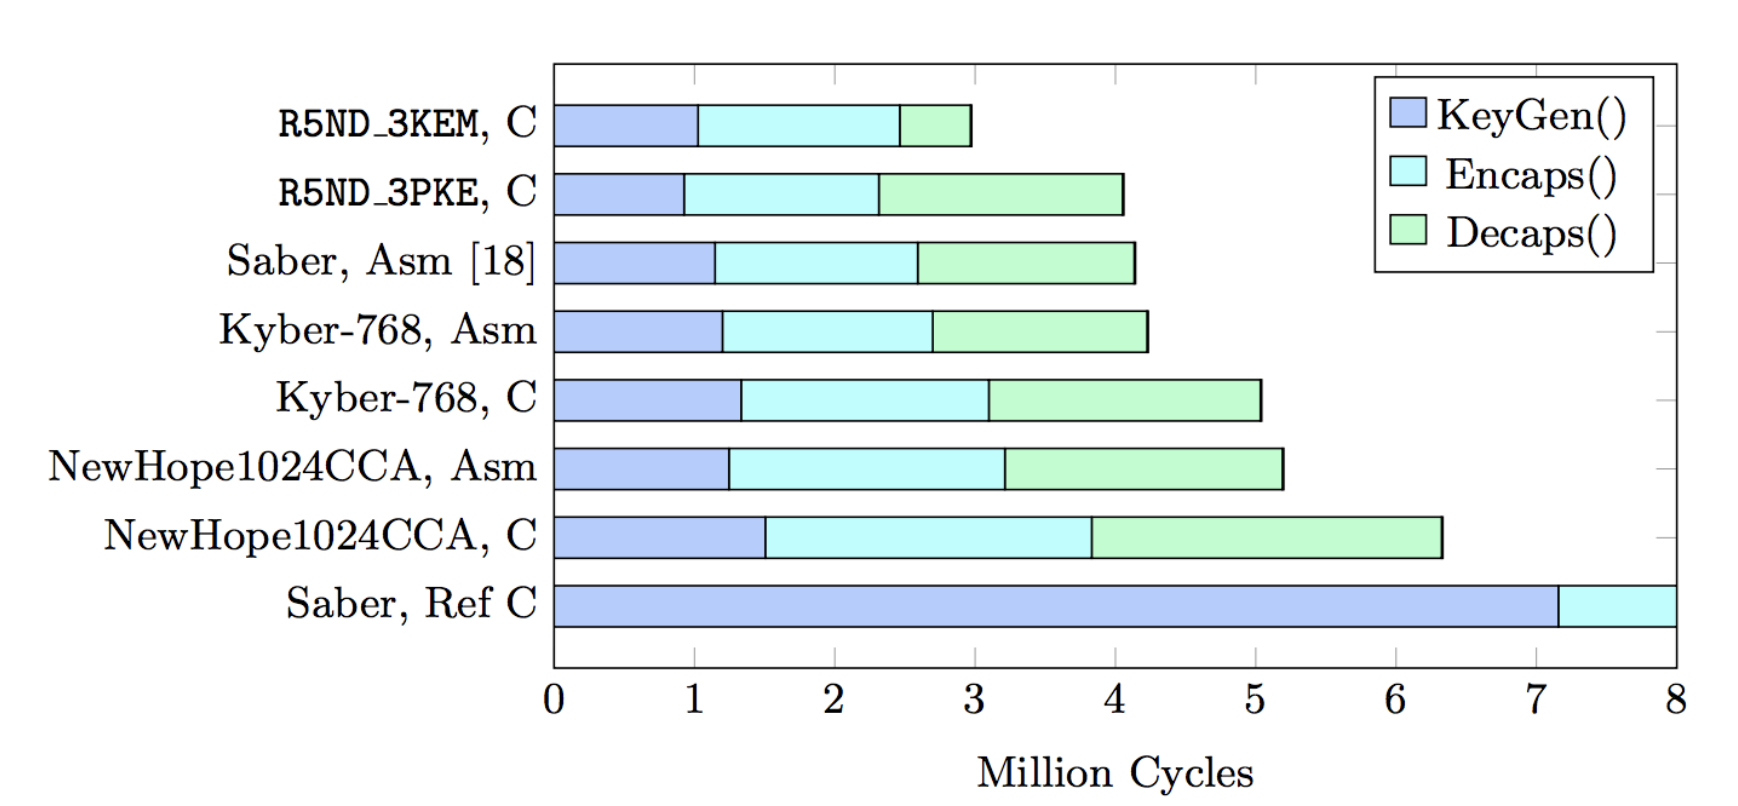 R5ND_3KEM, C
R5ND_3PKE, C
Saber, Asm [18]
Kyber-768, Asm
Kyber-768, C
NewHope1024CCA, Asm
NewHope1024CCA, C
Saber, Ref C
KeyGen()
Encaps()
Decaps()
0 1 2 3 4 5 6 7 8
Million Cycles